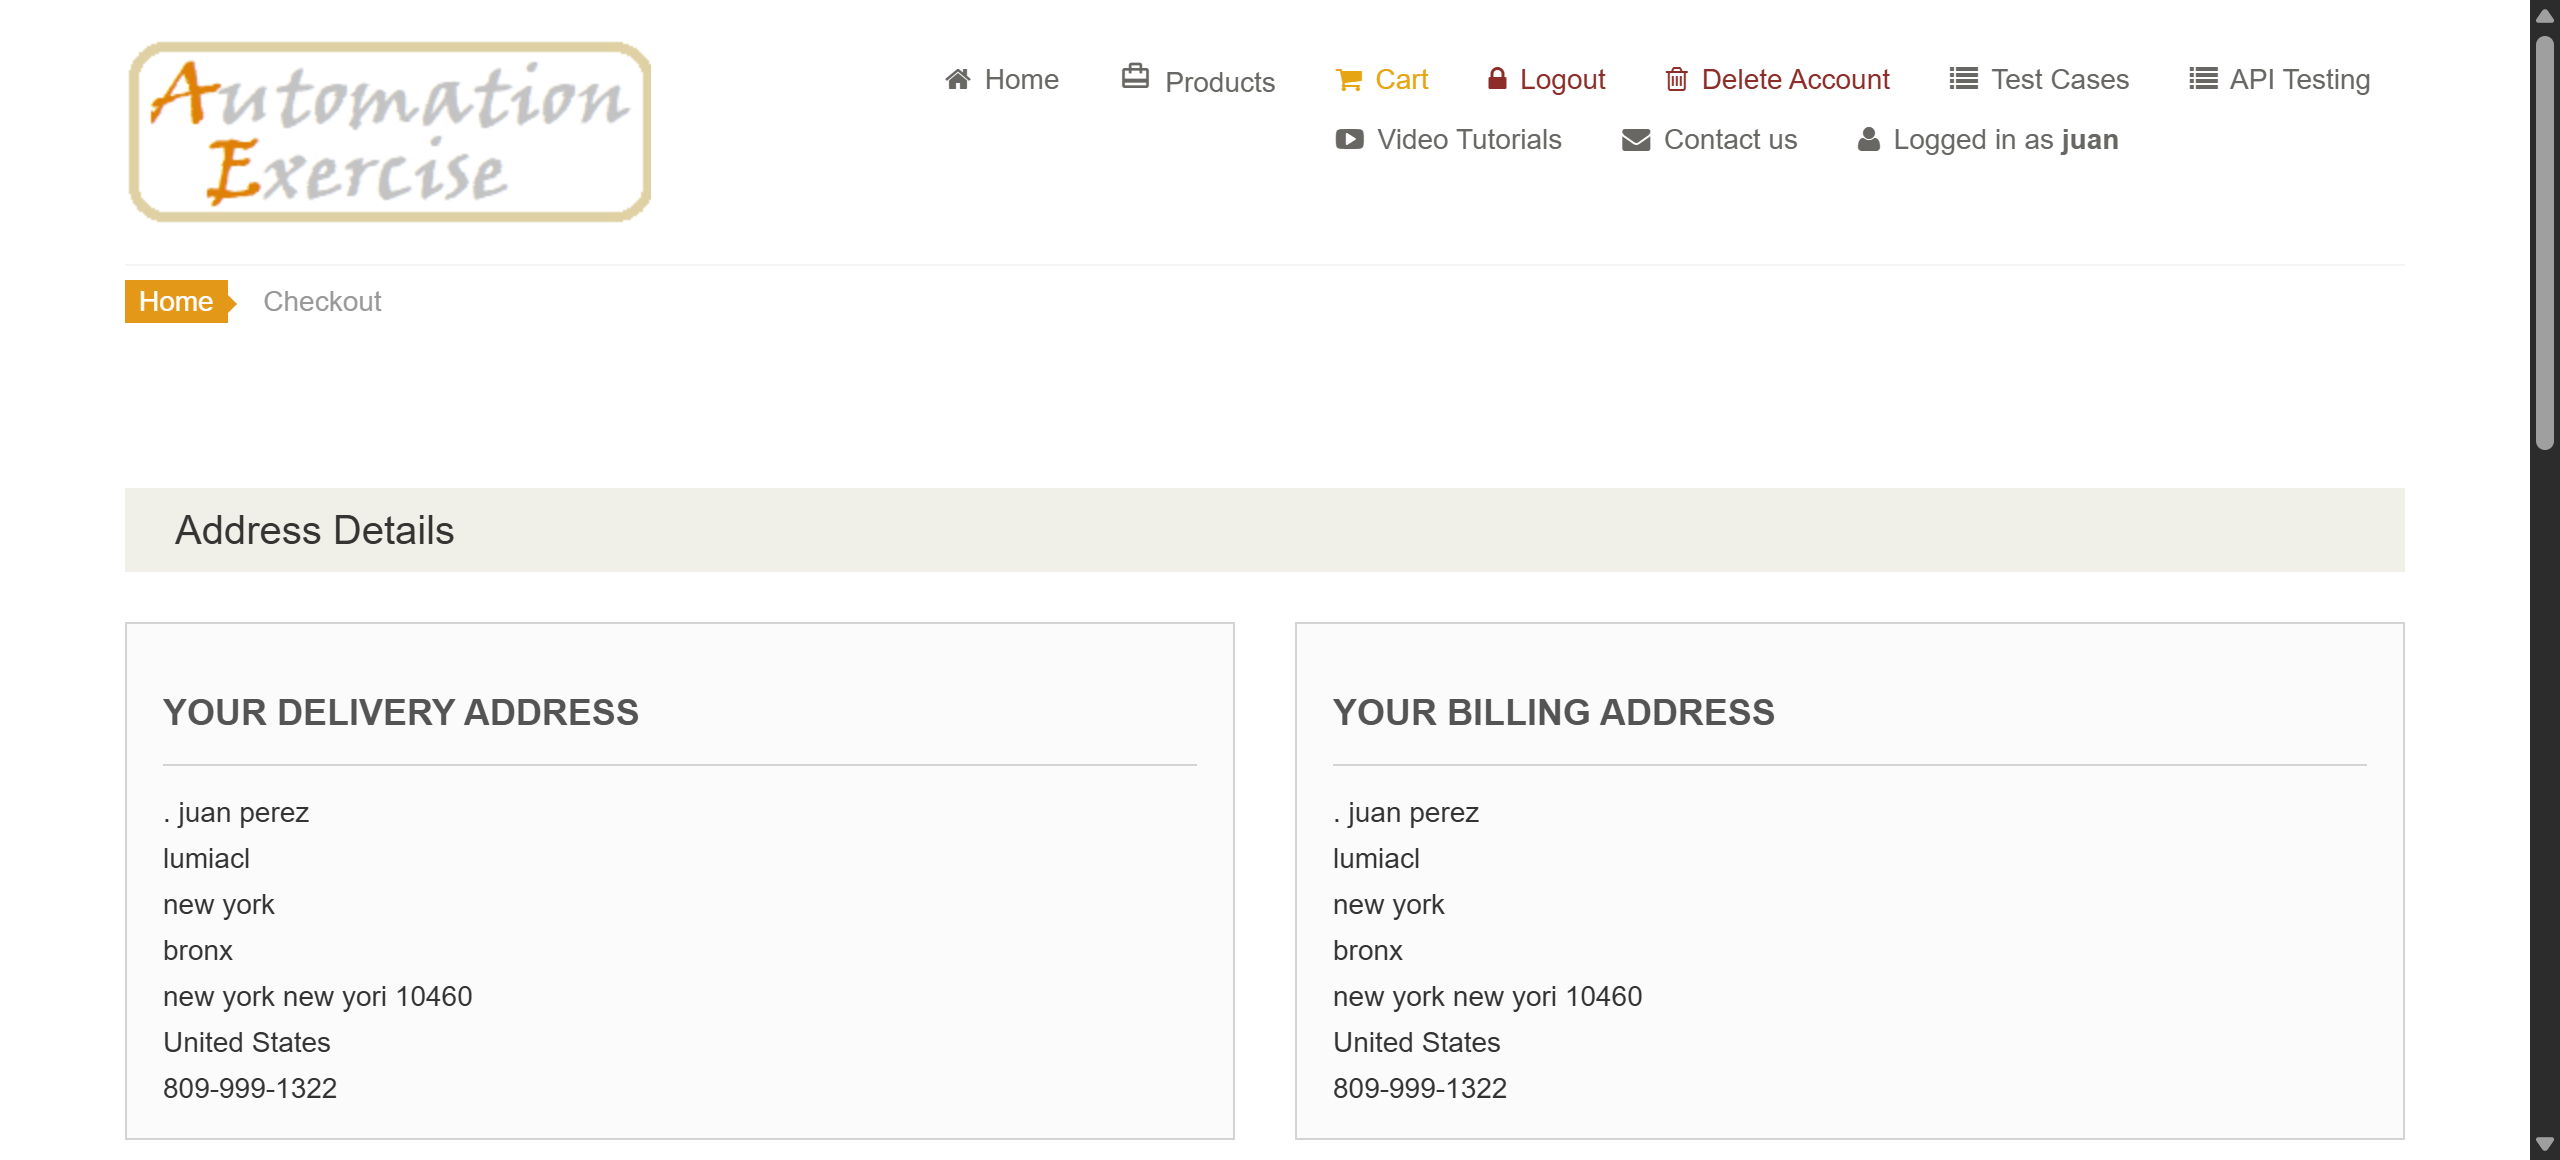 Automation
Exercise
Home
Products
Cart
Logout
Delete Account
Test Cases
API Testing
Video Tutorials
Contact us
Logged in as juan
Home
Checkout
Address Details
YOUR DELIVERY ADDRESS
. juan perez
lumiacl
new york
bronx
new york new yori 10460
United States
809-999-1322
YOUR BILLING ADDRESS
. juan perez
lumiacl
new york
bronx
new york new yori 10460
United States
809-999-1322